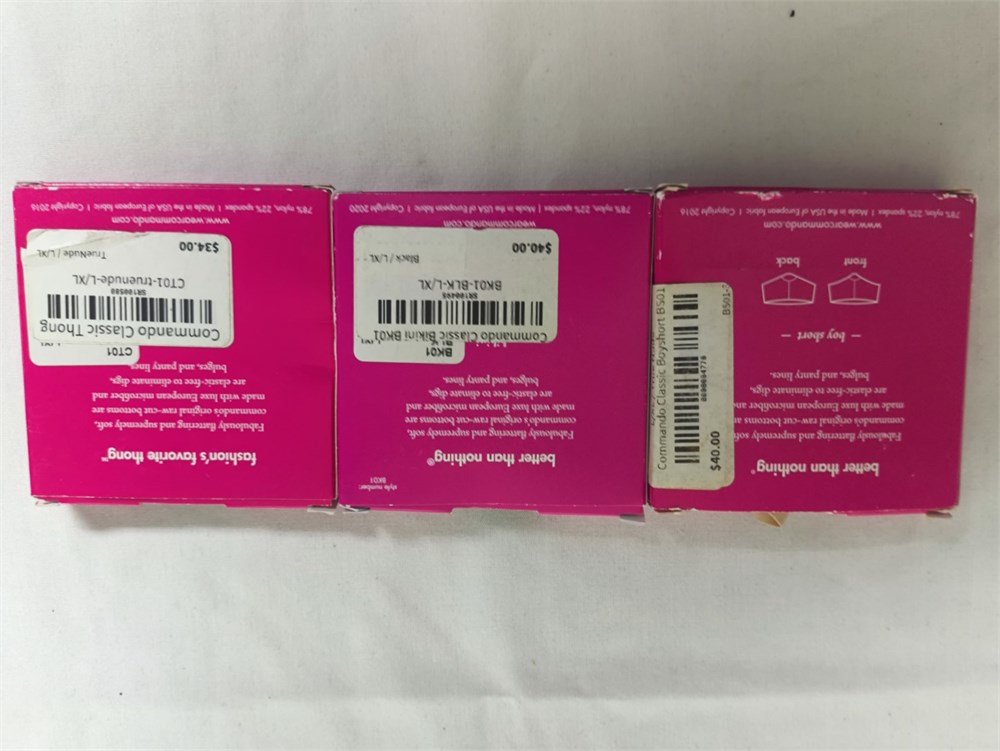 fashion's favorite thong™
Fabulously flattering and supremely soft,
commando's original raw-cut bottoms are
made with luxe European microfiber and
are elastic-free to eliminate digs,
bulges, and panty lines.
CT01
Commando Classic Thong
SR100580
CT01-truenude-L/XL
TrueNude / L/XL
$34.00
www.wearcommando.com
78% nylon, 22% spandex | Made in the USA of European fabric | Copyright 2016
style number:
BK01
better than nothing®
Fabulously flattering and supremely soft,
commando's original raw-cut bottoms are
made with luxe European microfiber and
are elastic-free to eliminate digs,
bulges, and panty lines.
BK01
Commando Classic Bikini BK01
SR100495
BK01-BLK-L/XL
Black / L/XL
$40.00
wearcommando.com
78% nylon, 22% spandex | Made in the USA of European fabric | Copyright 2020
better than nothing®
Fabulously flattering and supremely soft,
commando's original raw-cut bottoms are
made with luxe European microfiber and
are elastic-free to eliminate digs,
bulges, and panty lines.
— boy short —
front
back
www.wearcommando.com
78% nylon, 22% spandex | Made in the USA of European fabric | Copyright 2016
Commando Classic Boyshort BS01
BS01-
$40.00